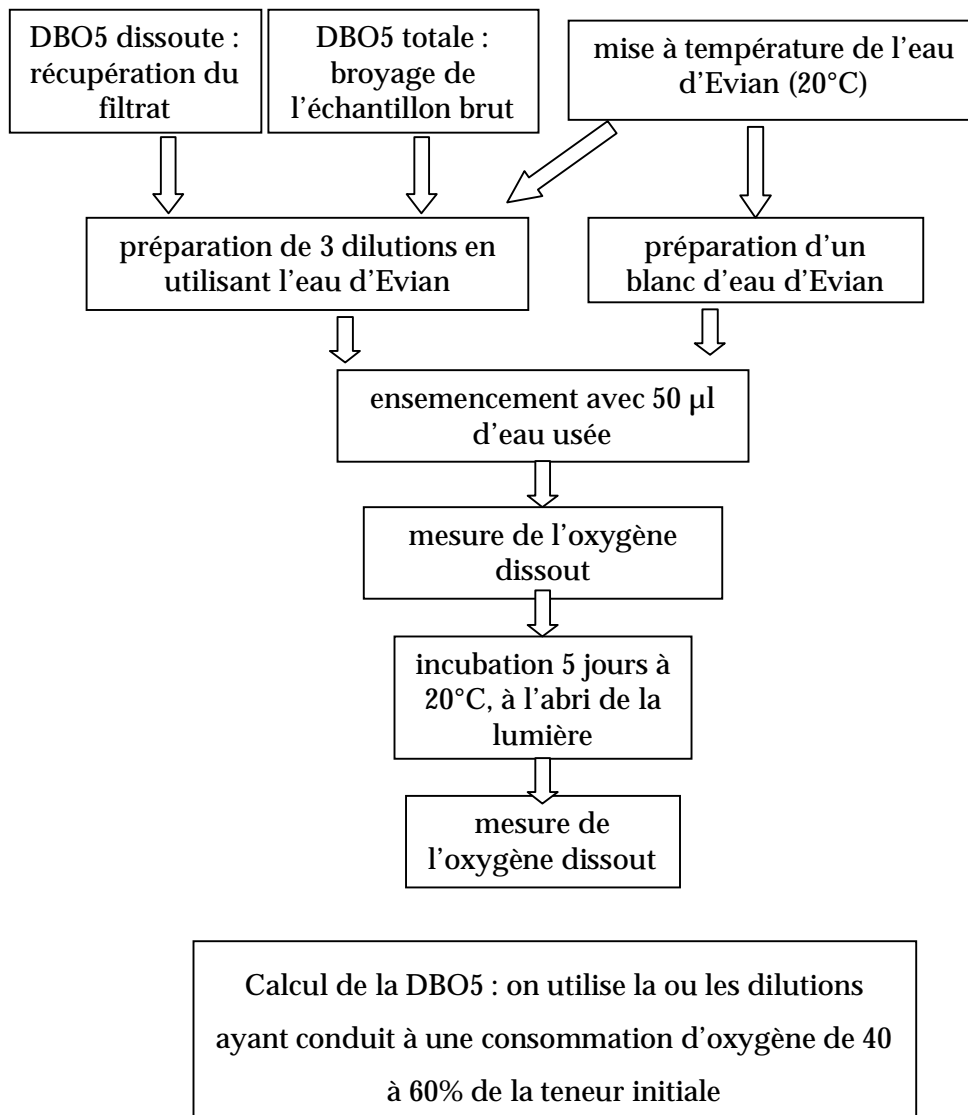 DBO5 dissoute :
récupération du
filtrat
DBO5 totale :
broyage de
l’échantillon brut
mise à température de l’eau
d’Evian (20°C)
préparation de 3 dilutions en
utilisant l’eau d’Evian
préparation d’un
blanc d’eau d’Evian
ensemencement avec 50 µl
d’eau usée
mesure de l’oxygène
dissout
incubation 5 jours à
20°C, à l’abri de la
lumière
mesure de
l’oxygène dissout
Calcul de la DBO5 : on utilise la ou les dilutions
ayant conduit à une consommation d’oxygène de 40
à 60% de la teneur initiale